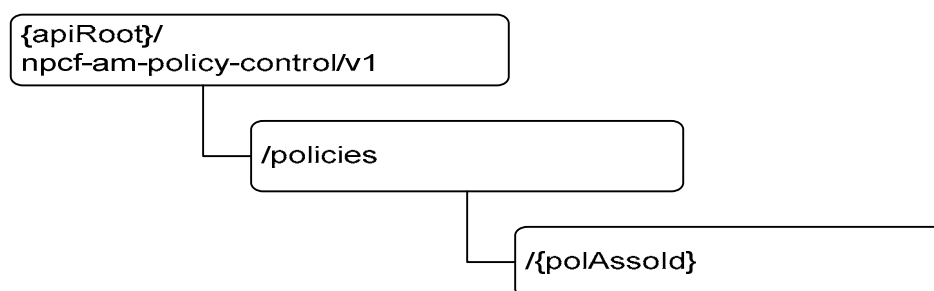 {apiRoot}/
npcf-am-policy-control/v1
/policies
/{polAssoId}